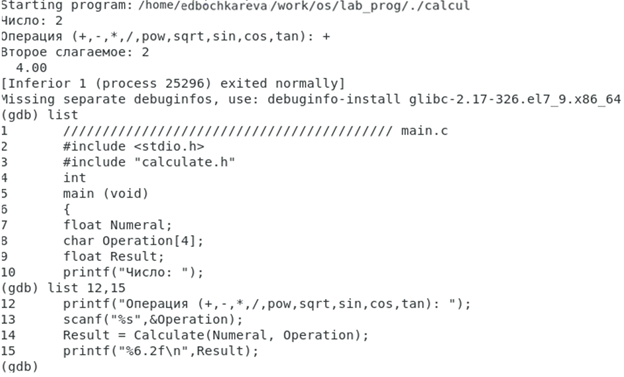 Starting program: /home/edbochkareva/work/os/lab_prog/./calcul
Число: 2
Операция (+,-,*,/,pow,sqrt,sin,cos,tan): +
Второе слагаемое: 2
  4.00
[Inferior 1 (process 25296) exited normally]
Missing separate debuginfos, use: debuginfo-install glibc-2.17-326.el7_9.x86_64
(gdb) list
1       ////////////////////////////////////////// main.c
2       #include <stdio.h>
3       #include "calculate.h"
4       int
5       main (void)
6       {
7       float Numeral;
8       char Operation[4];
9       float Result;
10      printf("Число: ");
(gdb) list 12,15
12      printf("Операция (+,-,*,/,pow,sqrt,sin,cos,tan): ");
13      scanf("%s",&Operation);
14      Result = Calculate(Numeral, Operation);
15      printf("%6.2f\n",Result);
(gdb)